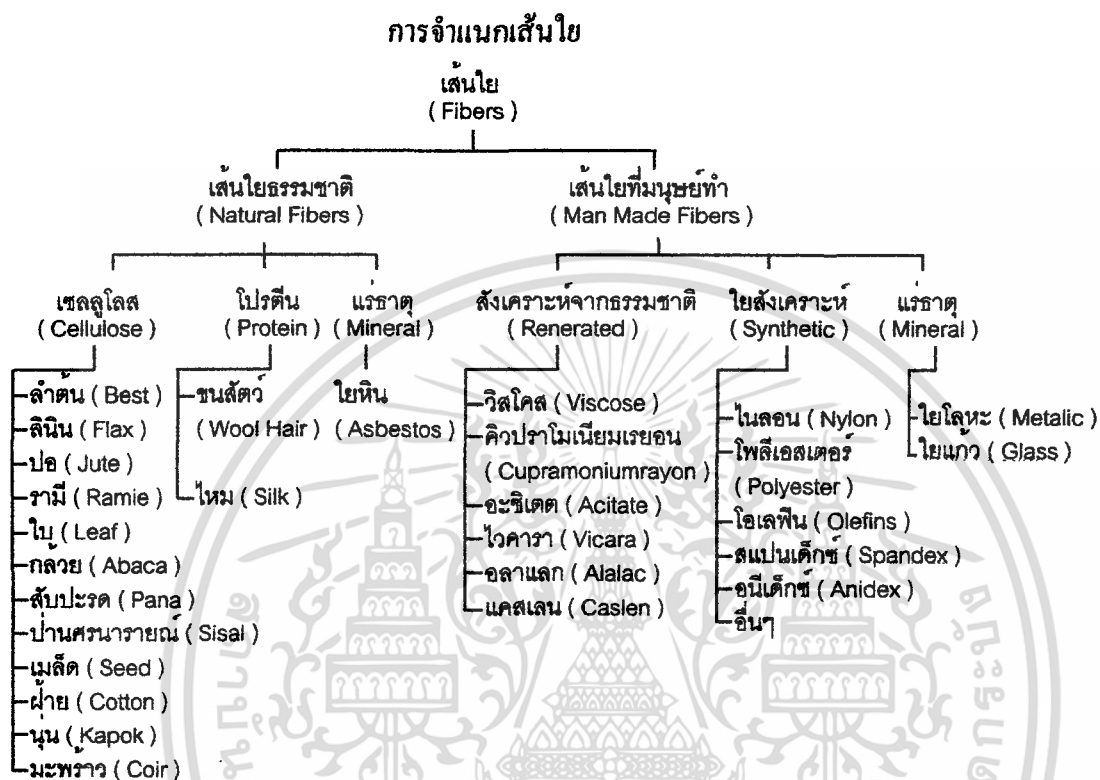 การจำแนกเส้นใย
เส้นใย
( Fibers )
เส้นใยธรรมชาติ
( Natural Fibers )
เส้นใยที่มนุษย์ทำ
( Man Made Fibers )
เซลลูโลส
( Cellulose )
โปรตีน
( Protein )
แร่ธาตุ
( Mineral )
สังเคราะห์จากธรรมชาติ
( Renerated )
ใยสังเคราะห์
( Synthetic )
แร่ธาตุ
( Mineral )
ลำต้น ( Best )
ลินิน ( Flax )
ปอ ( Jute )
รามี ( Ramie )
ใบ ( Leaf )
กล้วย ( Abaca )
สับปะรด ( Pana )
ป่านศรนารายณ์ ( Sisal )
เมล็ด ( Seed )
ฝ้าย ( Cotton )
นุ่น ( Kapok )
มะพร้าว ( Coir )
ขนสัตว์
( Wool Hair )
ไหม ( Silk )
ใยหิน
( Asbestos )
วิสโคส ( Viscose )
คิวปราโมเนียมเรยอน
( Cupramoniumrayon )
อะซิเตต ( Acitate )
ไวคารา ( Vicara )
อลาแลก ( Alalac )
แคสเลน ( Caslen )
ไนลอน ( Nylon )
โพลีเอสเตอร์
( Polyester )
โอเลฟีน ( Olefins )
สแปนเด็กซ์ ( Spandex )
อนีเด็กซ์ ( Anidex )
อื่นๆ
ใยโลหะ ( Metalic )
ใยแก้ว ( Glass )